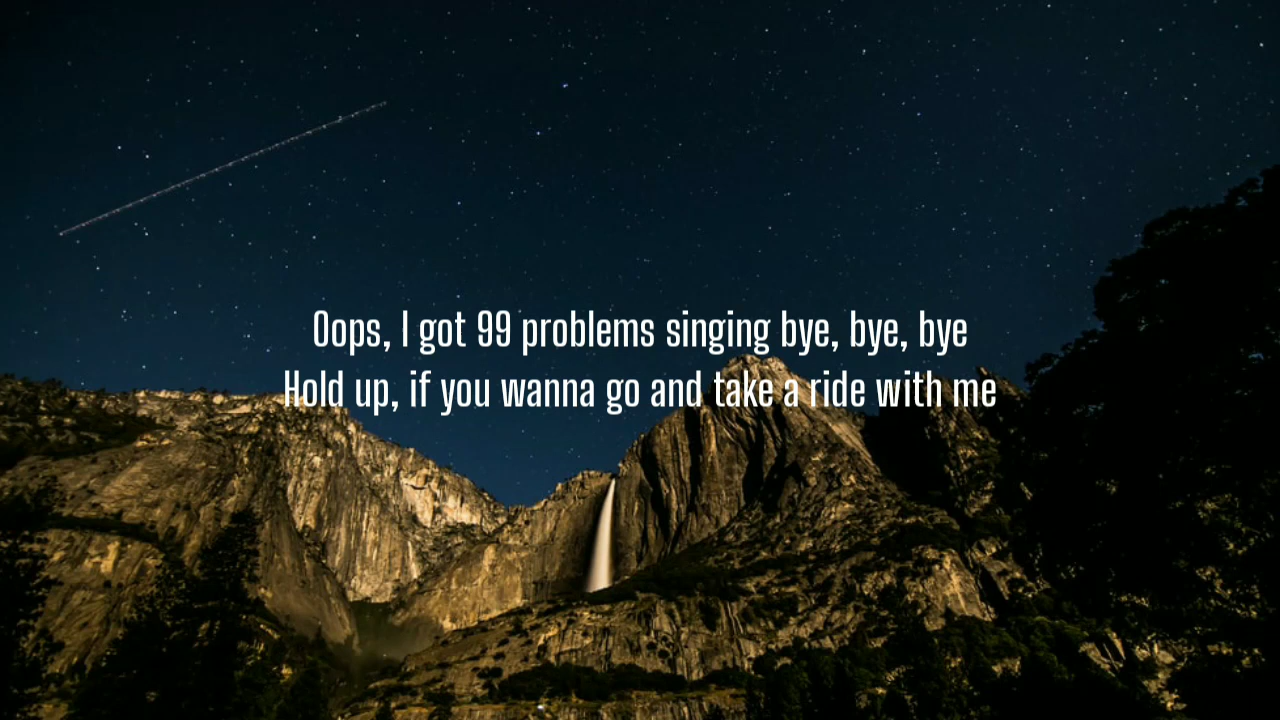 Oops, I got 99 problems singing bye, bye, bye
Hold up, if you wanna go and take a ride with me